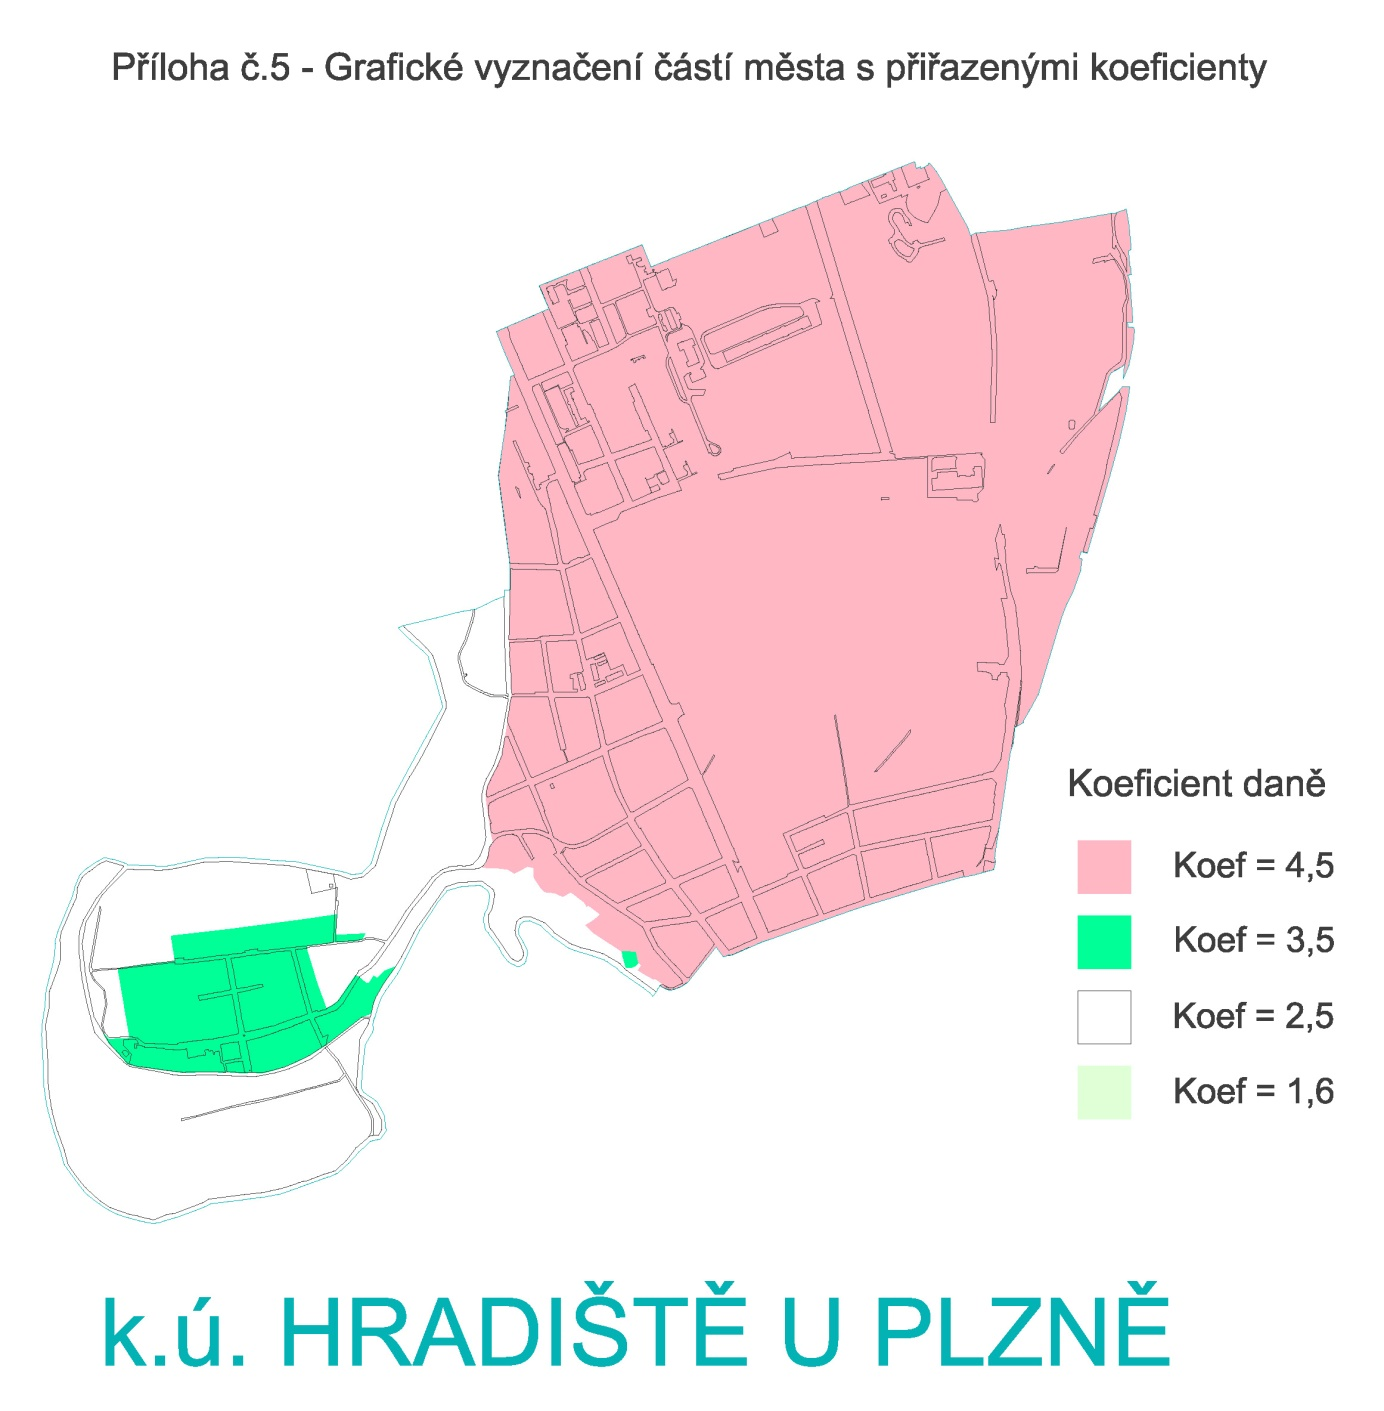 Příloha č.5 - Grafické vyznačení částí města s přiřazenými koeficienty
Koeficient daně
Koef = 4,5
Koef = 3,5
Koef = 2,5
Koef = 1,6
k.ú. HRADIŠTĚ U PLZNĚ